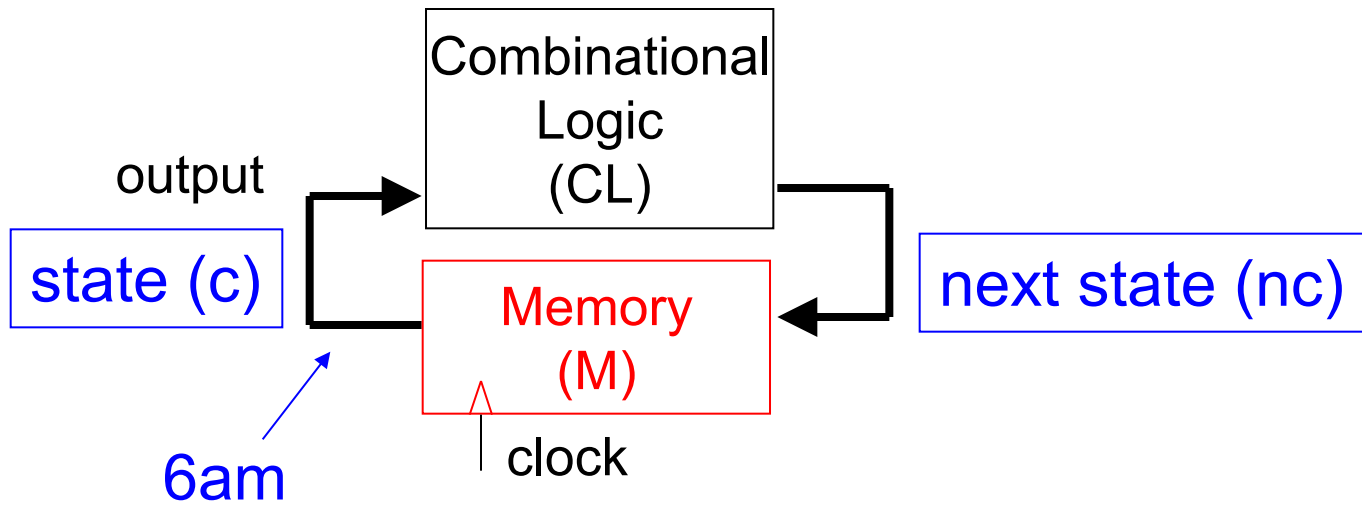 Combinational
Logic
(CL)
output
state (c)
next state (nc)
Memory
(M)
clock
6am